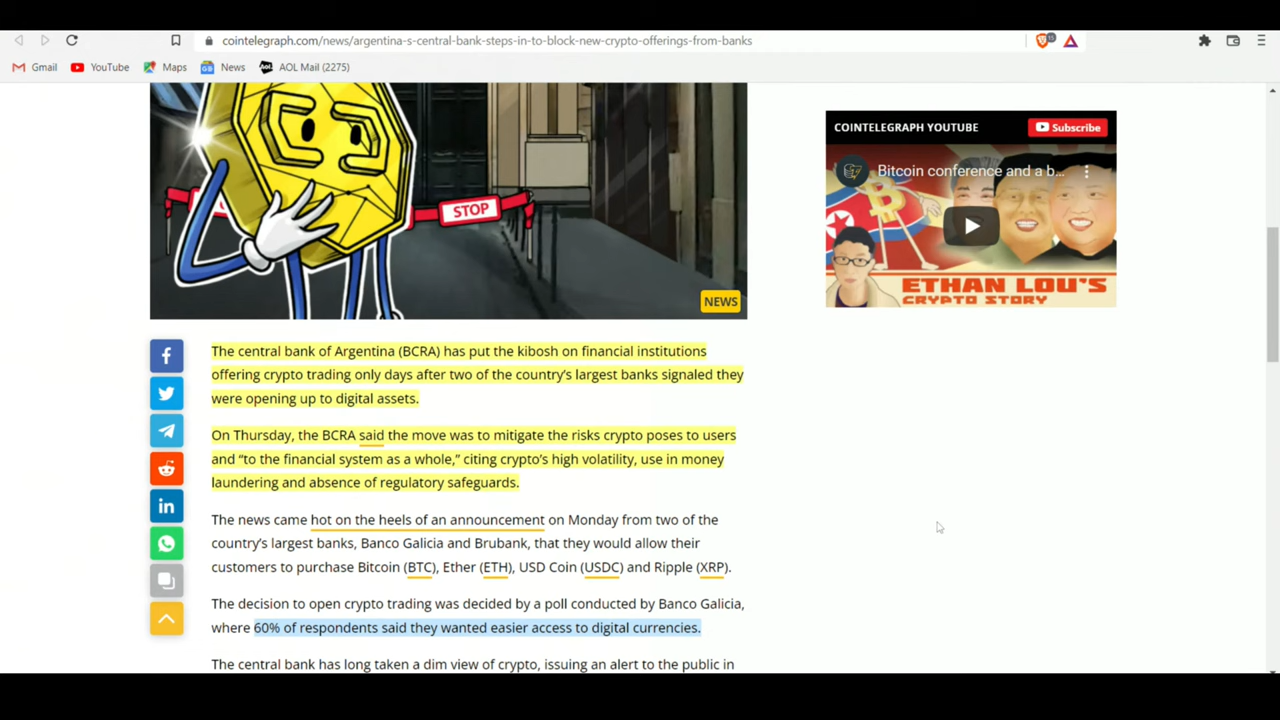 cointelegraph.com/news/argentina-s-central-bank-steps-in-to-block-new-crypto-offerings-from-banks
Gmail
YouTube
Maps
News
AOL Mail (2275)
STOP
NEWS
COINTELEGRAPH YOUTUBE
Subscribe
Bitcoin conference and a b...
ETHAN LOU'S
CRYPTO STORY
The central bank of Argentina (BCRA) has put the kibosh on financial institutions
offering crypto trading only days after two of the country's largest banks signaled they
were opening up to digital assets.
On Thursday, the BCRA said the move was to mitigate the risks crypto poses to users
and “to the financial system as a whole,” citing crypto's high volatility, use in money
laundering and absence of regulatory safeguards.
The news came hot on the heels of an announcement on Monday from two of the
country's largest banks, Banco Galicia and Brubank, that they would allow their
customers to purchase Bitcoin (BTC), Ether (ETH), USD Coin (USDC) and Ripple (XRP).
The decision to open crypto trading was decided by a poll conducted by Banco Galicia,
where 60% of respondents said they wanted easier access to digital currencies.
The central bank has long taken a dim view of crypto, issuing an alert to the public in